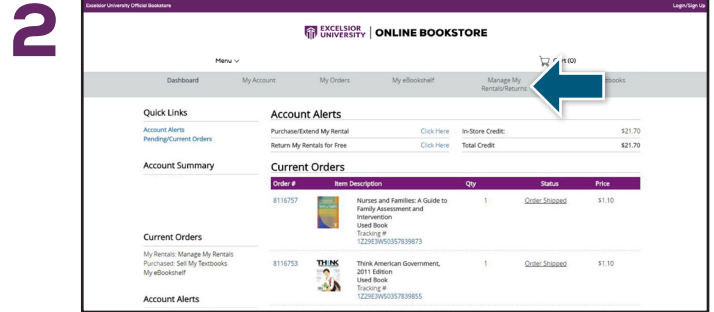 2
Excelsior University Official Bookstore
Login/Sign Up
EXCELSIOR
UNIVERSITY
ONLINE BOOKSTORE
Menu
(0)
Dashboard
My Account
My Orders
My eBookshelf
Manage My
Rentals/Returns
Quick Links
Account Alerts
Pending/Current Orders
Account Summary
Current Orders
My Rentals: Manage My Rentals
Purchased: Sell My Textbooks
My eBookshelf
Account Alerts
Account Alerts
Purchase/Extend My Rental Click Here In-Store Credit: $21.70
Return My Rentals for Free Click Here Total Credit $21.70
Current Orders
Order # Item Description Qty Status Price
8116757 Nurses and Families: A Guide to 1 Order Shipped $1.10
Family Assessment and
Intervention
Used Book
Tracking #
1Z29E3W50357839873
8116753 THINK Think American Government, 1 Order Shipped $1.10
2011 Edition
Used Book
Tracking #
1Z29E3W50357839855